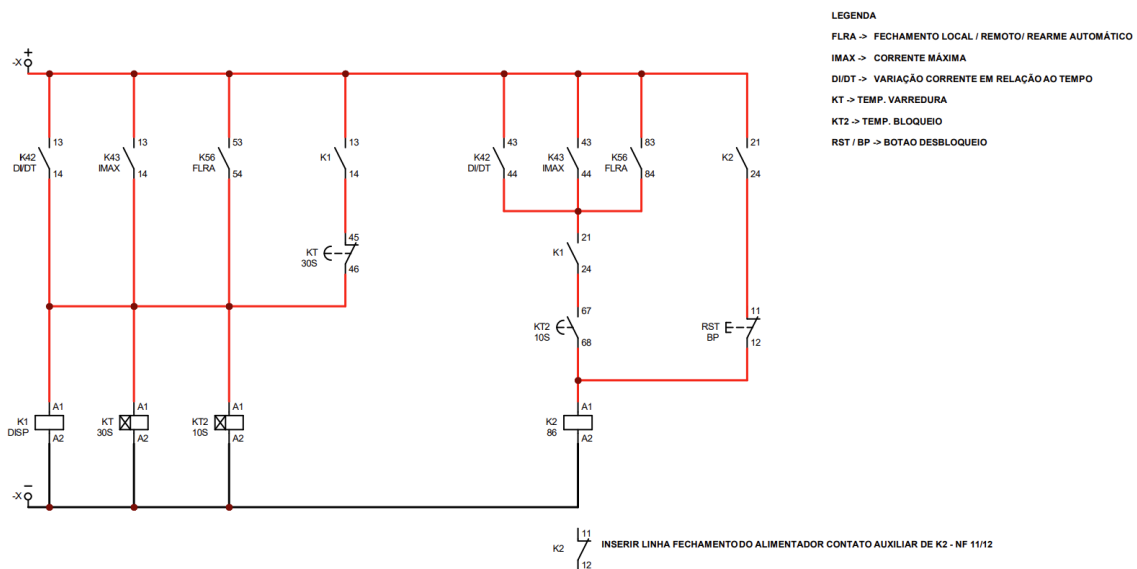 LEGENDA
FLRA -> FECHAMENTO LOCAL / REMOTO/ REARME AUTOMÁTICO
IMAX -> CORRENTE MÁXIMA
DI/DT -> VARIAÇÃO CORRENTE EM RELAÇÃO AO TEMPO
KT -> TEMP. VARREDURA
KT2 -> TEMP. BLOQUEIO
RST / BP -> BOTAO DESBLOQUEIO
+
-X
13
K42
DI/DT
14
13
K43
IMAX
14
53
K56
FLRA
54
13
K1
14
43
K42
DI/DT
44
43
K43
IMAX
44
83
K56
FLRA
84
21
K2
24
45
KT
30S
46
21
K1
24
67
KT2
10S
68
11
RST
BP
12
A1
K1
DISP
A2
A1
KT
30S
A2
A1
KT2
10S
A2
A1
K2
86
A2
-X
11
K2
12
INSERIR LINHA FECHAMENTO DO ALIMENTADOR CONTATO AUXILIAR DE K2 - NF 11/12